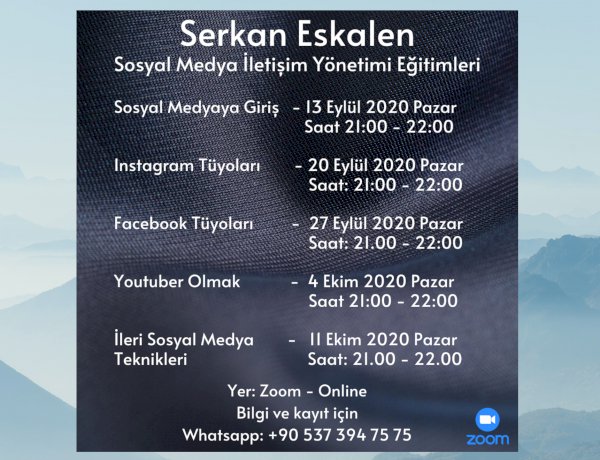 Serkan Eskalen
Sosyal Medya İletişim Yönetimi Eğitimleri
Sosyal Medyaya Giriş - 13 Eylül 2020 Pazar
Saat 21:00 - 22:00
Instagram Tüyoları - 20 Eylül 2020 Pazar
Saat: 21:00 - 22:00
Facebook Tüyoları - 27 Eylül 2020 Pazar
Saat: 21.00 - 22:00
Youtuber Olmak - 4 Ekim 2020 Pazar
Saat 21:00 - 22:00
İleri Sosyal Medya - 11 Ekim 2020 Pazar
Teknikleri Saat: 21.00 - 22.00
Yer: Zoom - Online
Bilgi ve kayıt için
Whatsapp: +90 537 394 75 75
zoom